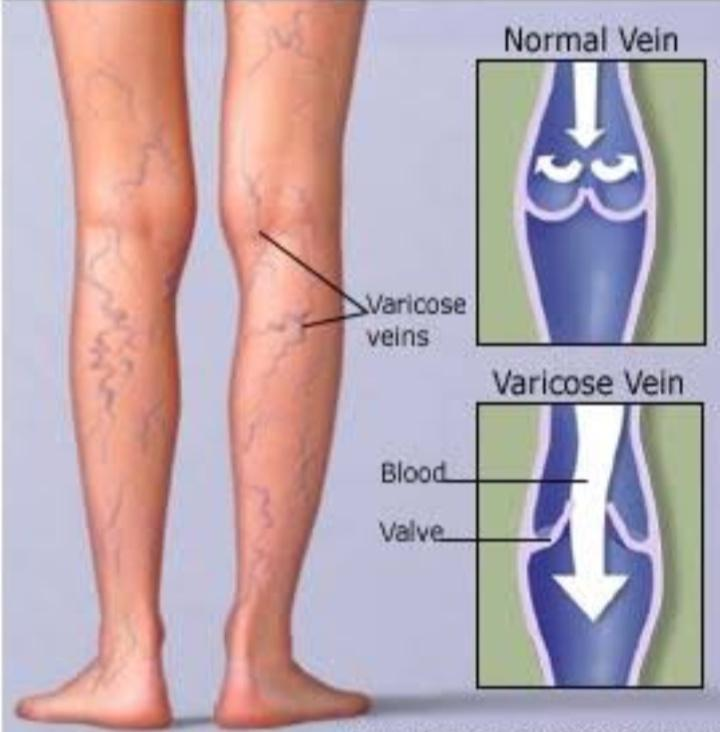 Normal Vein
Varicose
veins
Varicose Vein
Blood
Valve